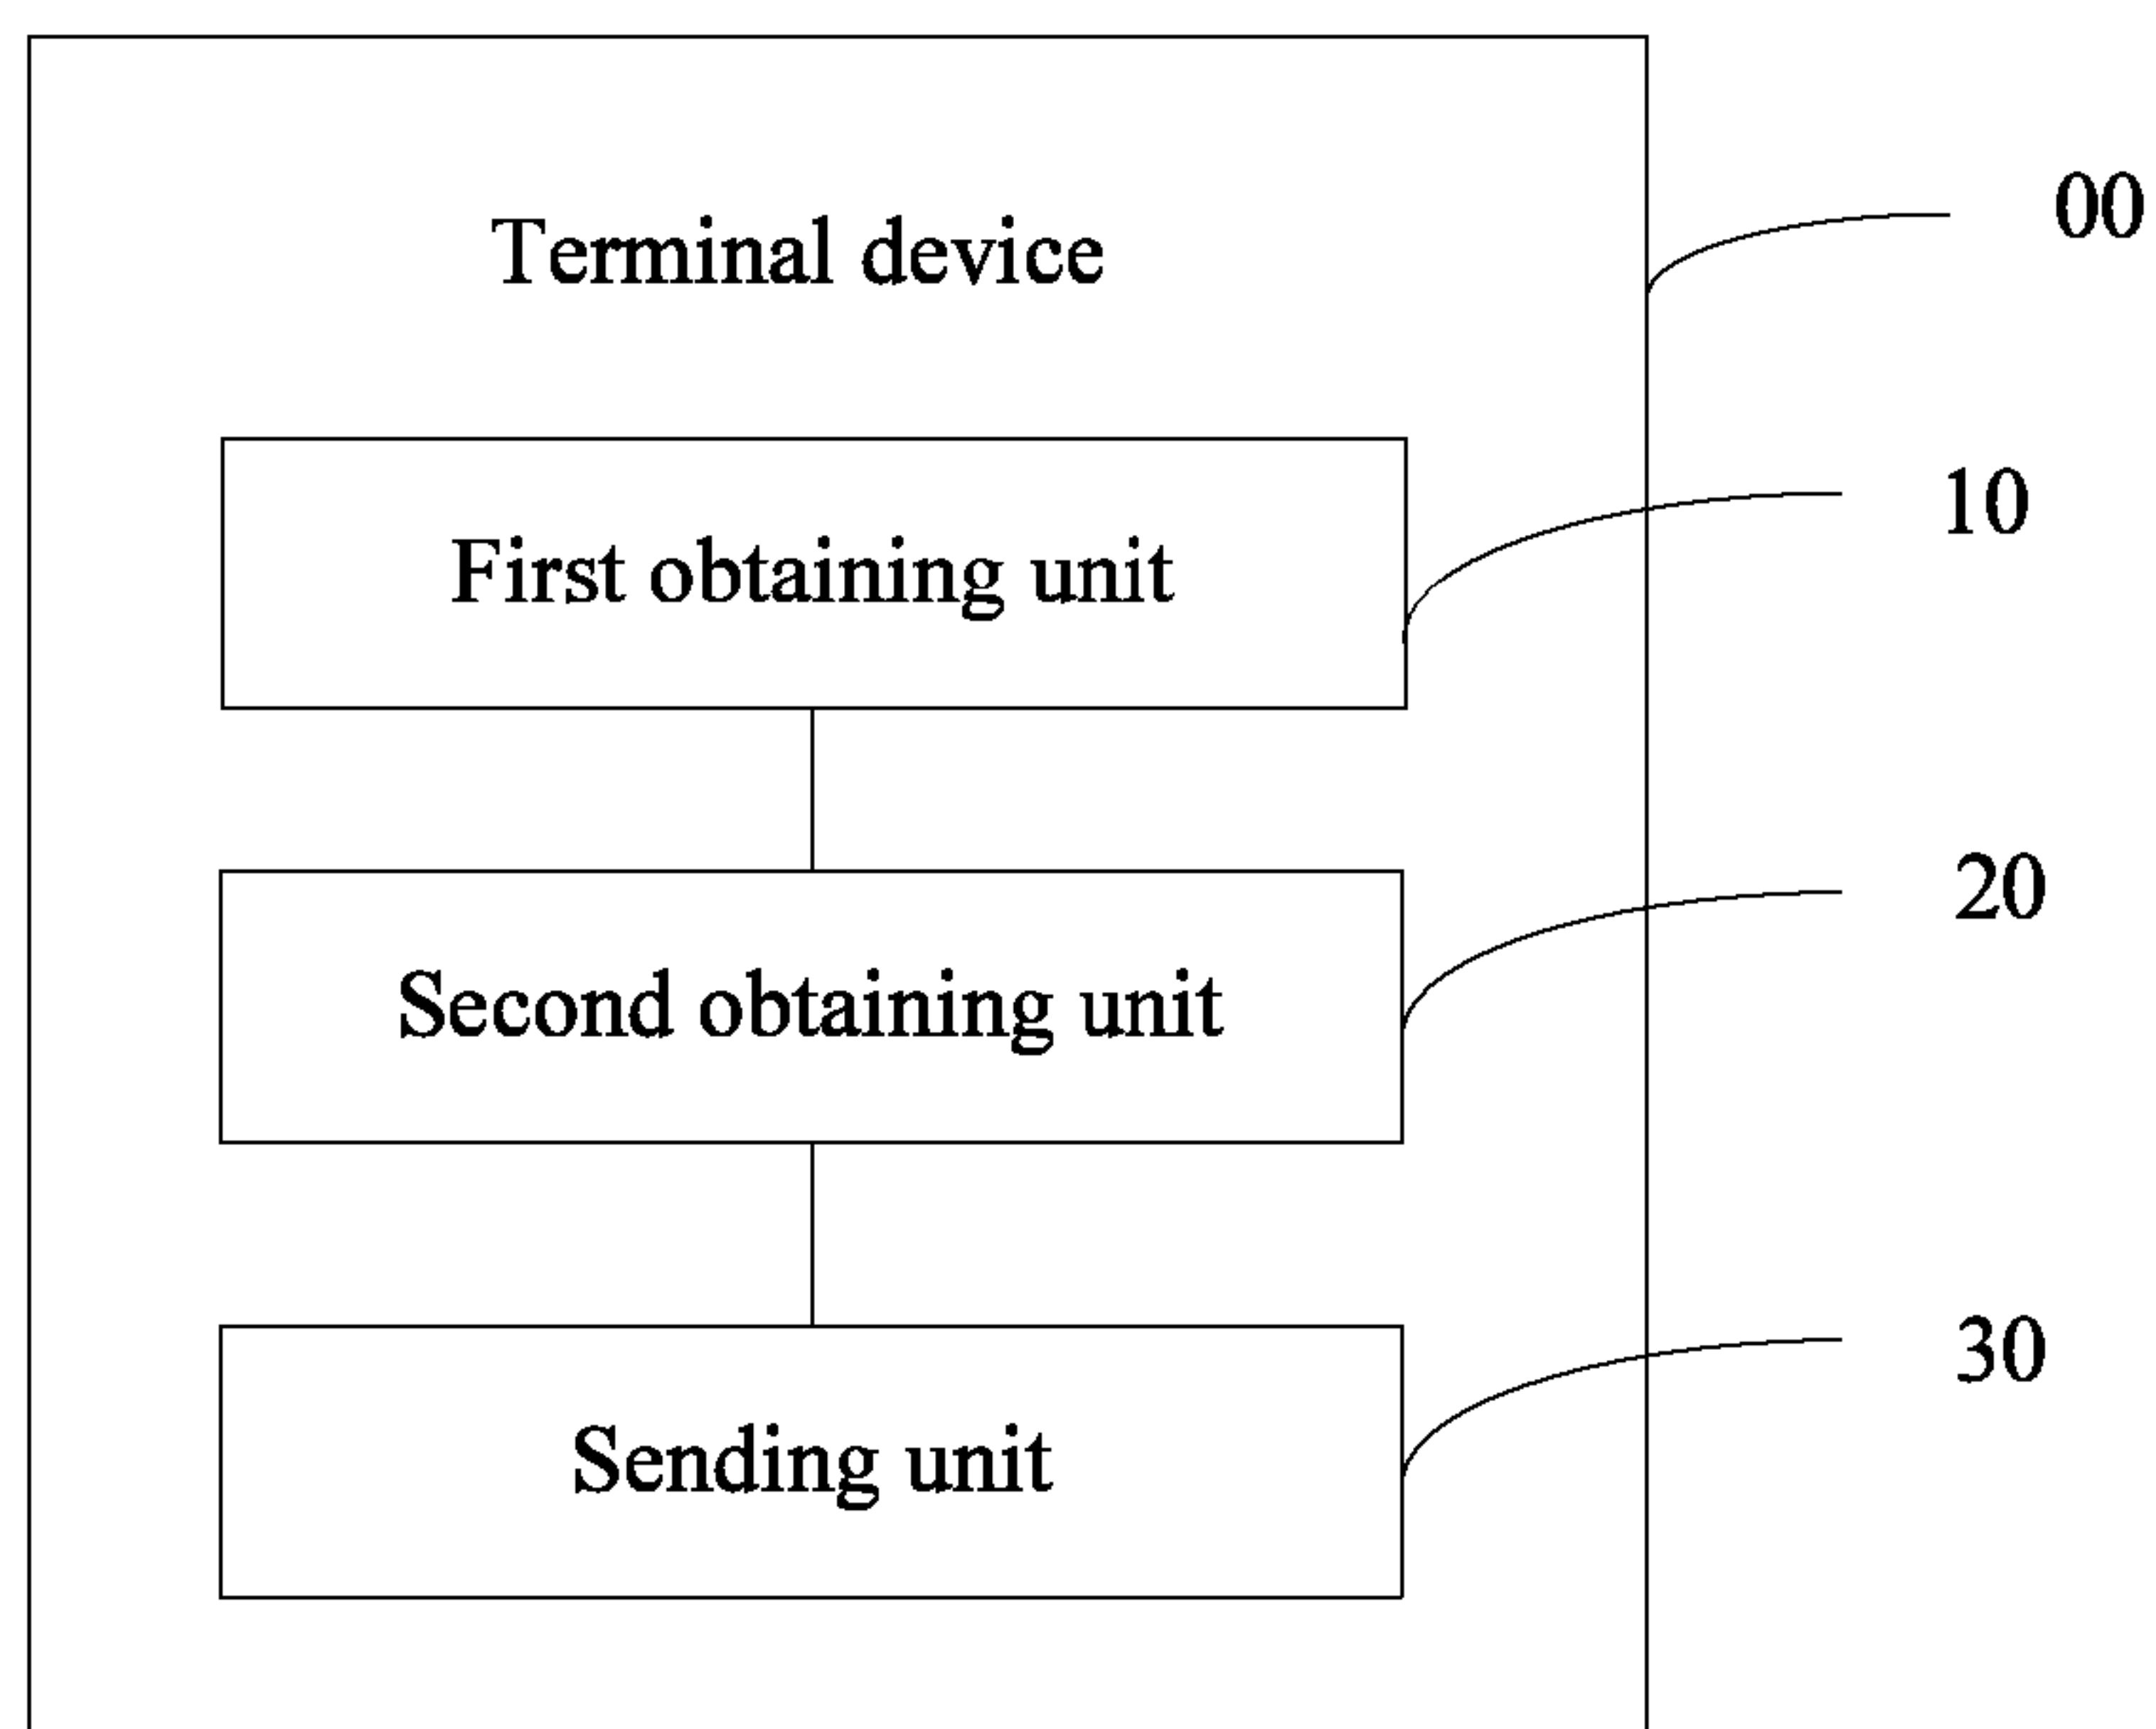 Terminal device
00
First obtaining unit
10
Second obtaining unit
20
Sending unit
30